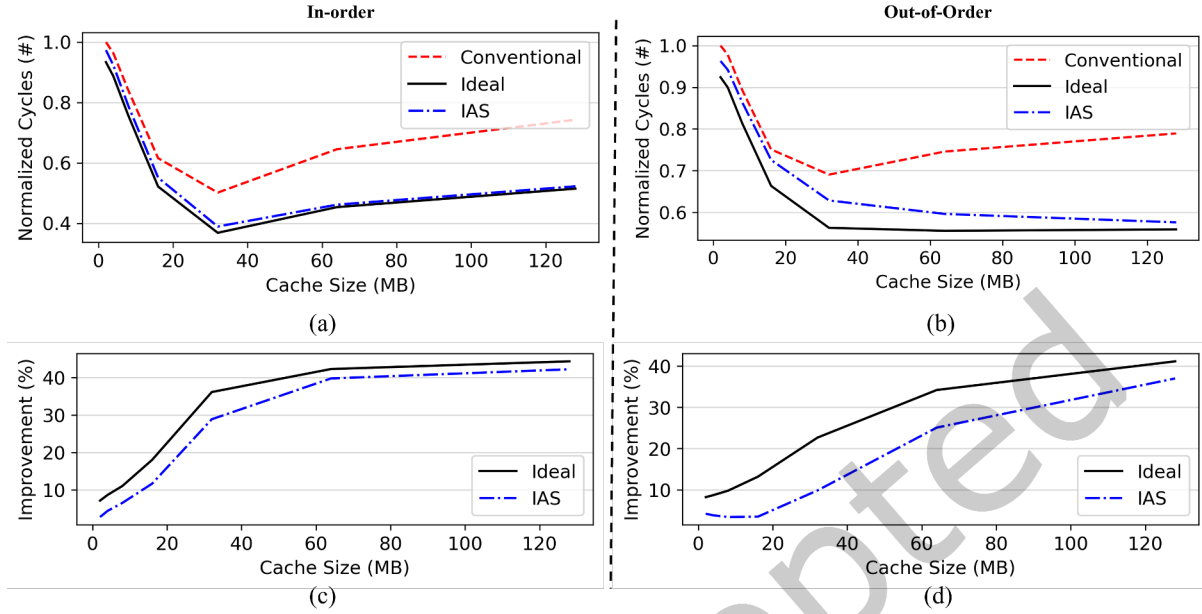 In-order
Out-of-Order
Normalized Cycles (#)
1.0
0.8
0.6
0.4
Conventional
Ideal
IAS
0 20 40 60 80 100 120
Cache Size (MB)
(a)
Normalized Cycles (#)
1.0
0.9
0.8
0.7
0.6
Conventional
Ideal
IAS
0 20 40 60 80 100 120
Cache Size (MB)
(b)
Improvement (%)
40
30
20
10
Ideal
IAS
0 20 40 60 80 100 120
Cache Size (MB)
(c)
Improvement (%)
40
30
20
10
Ideal
IAS
0 20 40 60 80 100 120
Cache Size (MB)
(d)
pted